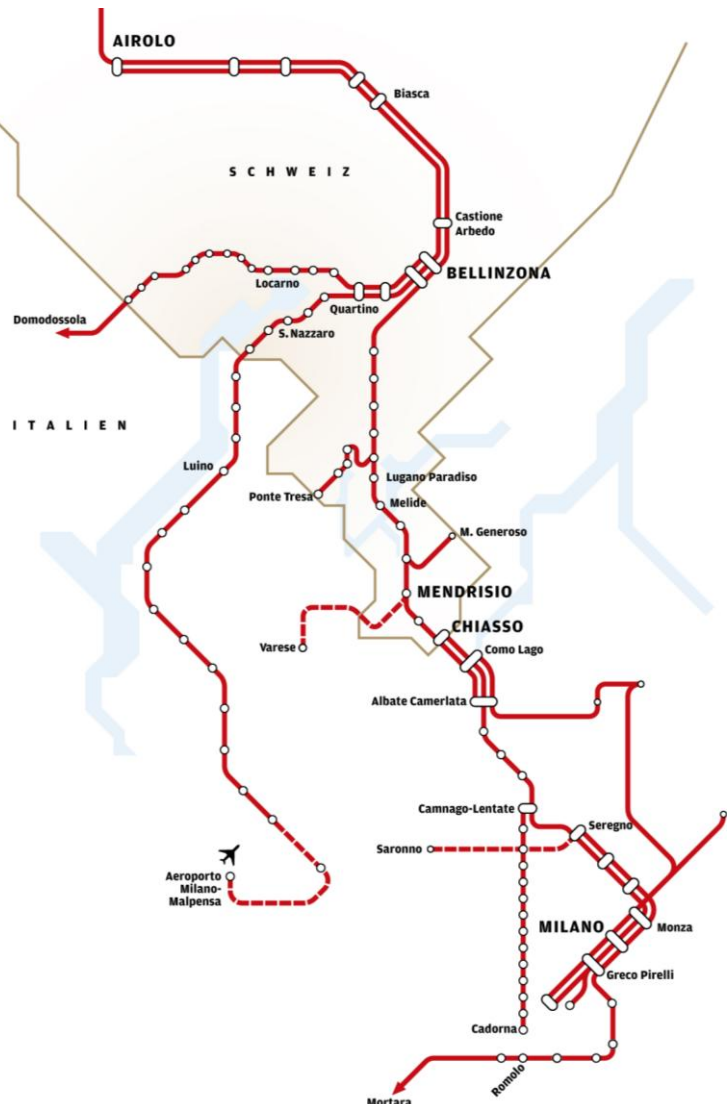 AIROLO
Biasca
SCHWEIZ
Castione
Arbedo
BELLINZONA
Locarno
Quartino
Domodossola
S. Nazzaro
ITALIEN
Luino
Lugano Paradiso
Ponte Tresa
Melide
M. Generoso
MENDRISIO
CHIASSO
Varese
Como Lago
Albate Camerlata
Camnago-Lentate
Seregno
Saronno
Aeroporto
Milano-
Malpensa
MILANO
Monza
Greco Pirelli
Cadorna
Romolo
Mortara